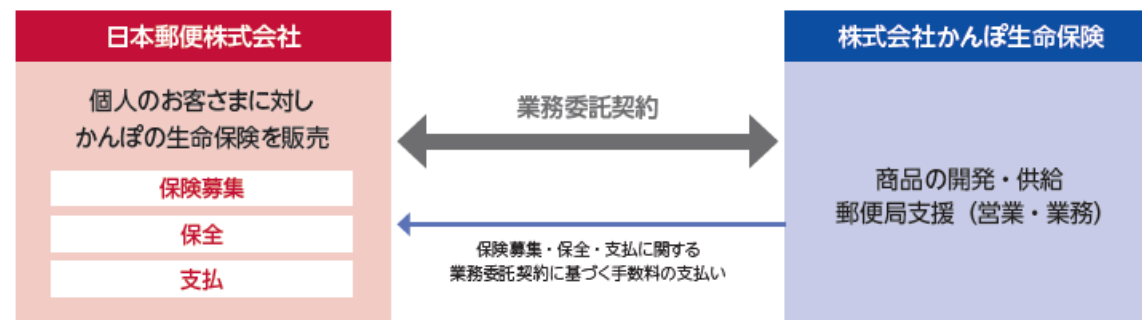 日本郵便株式会社
個人のお客さまに対し
かんぽの生命保険を販売
保険募集
保全
支払
業務委託契約
保険募集・保全・支払に関する
業務委託契約に基づく手数料の支払い
株式会社かんぽ生命保険
商品の開発・供給
郵便局支援（営業・業務）